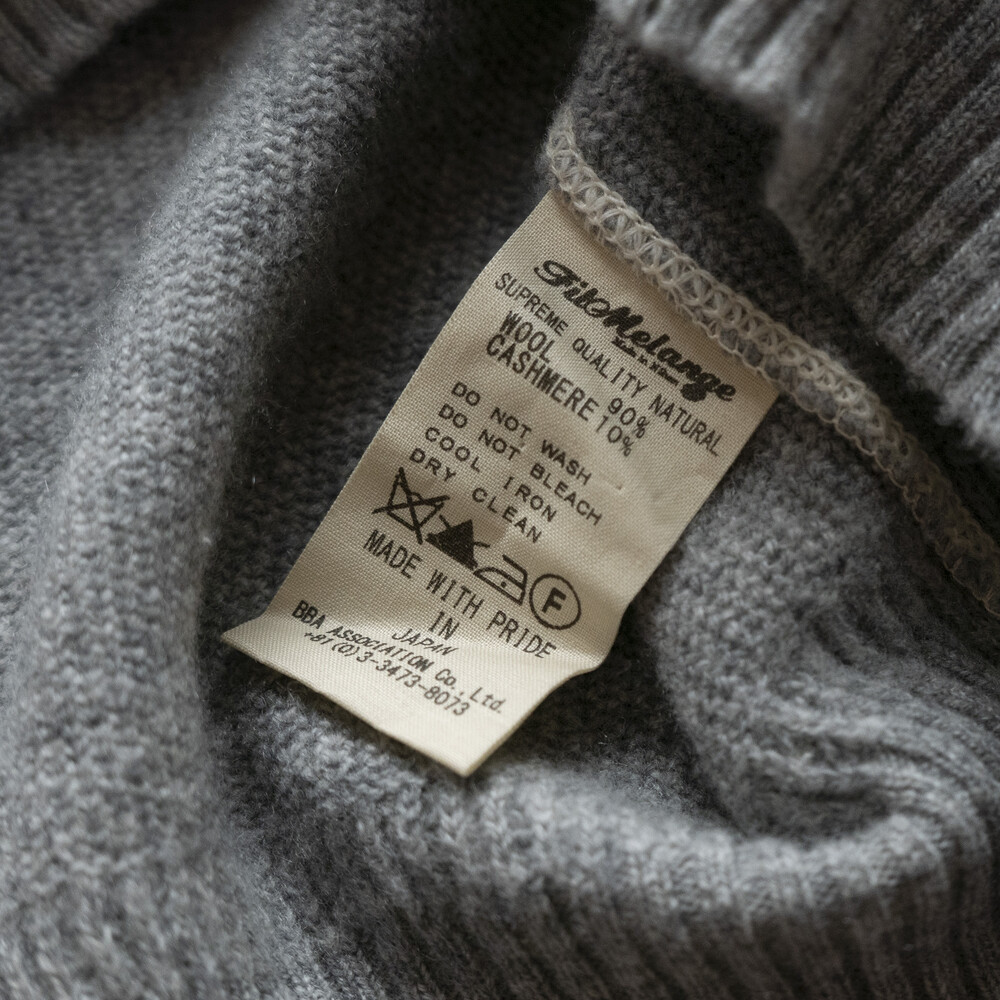 FilMelange
SUPREME QUALITY NATURAL
WOOL 90%
CASHMERE 10%
DO NOT WASH
DO NOT BLEACH
COOL IRON
DRY CLEAN
F
MADE WITH PRIDE
IN
JAPAN
BBA ASSOCIATION Co., Ltd.
+81(0)3-3473-8073